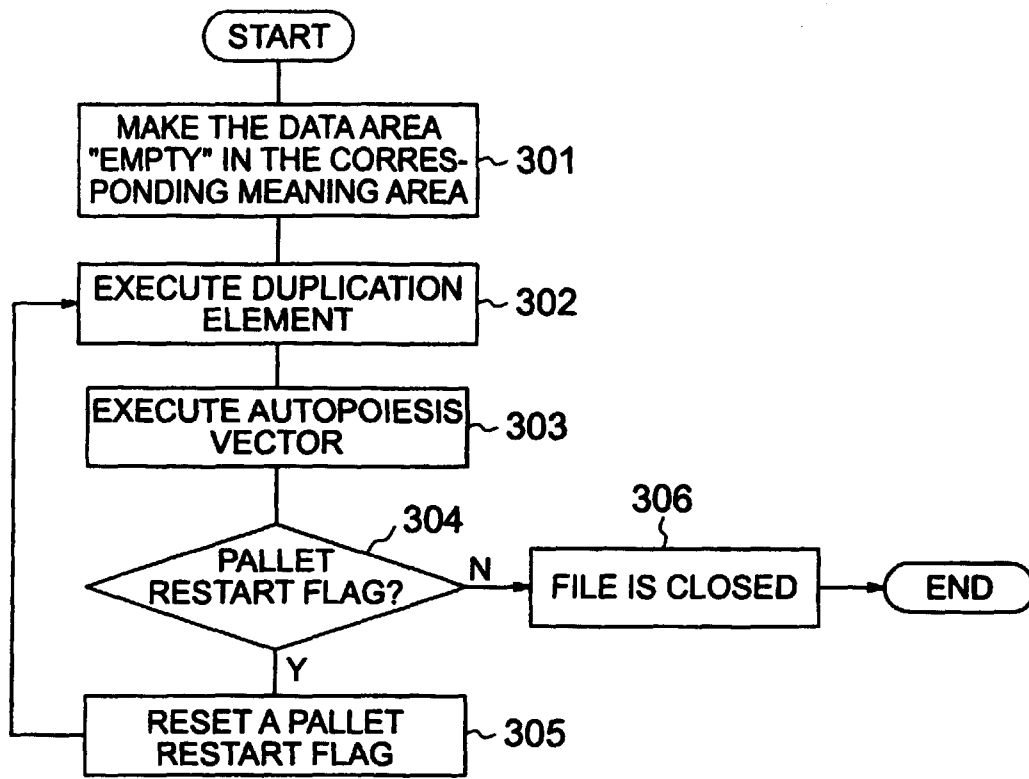 START
MAKE THE DATA AREA
"EMPTY" IN THE CORRES-
PONDING MEANING AREA
301
EXECUTE DUPLICATION
ELEMENT
302
EXECUTE AUTOPOIESIS
VECTOR
303
304
PALLET
RESTART FLAG?
N
306
FILE IS CLOSED
END
Y
RESET A PALLET
RESTART FLAG
305